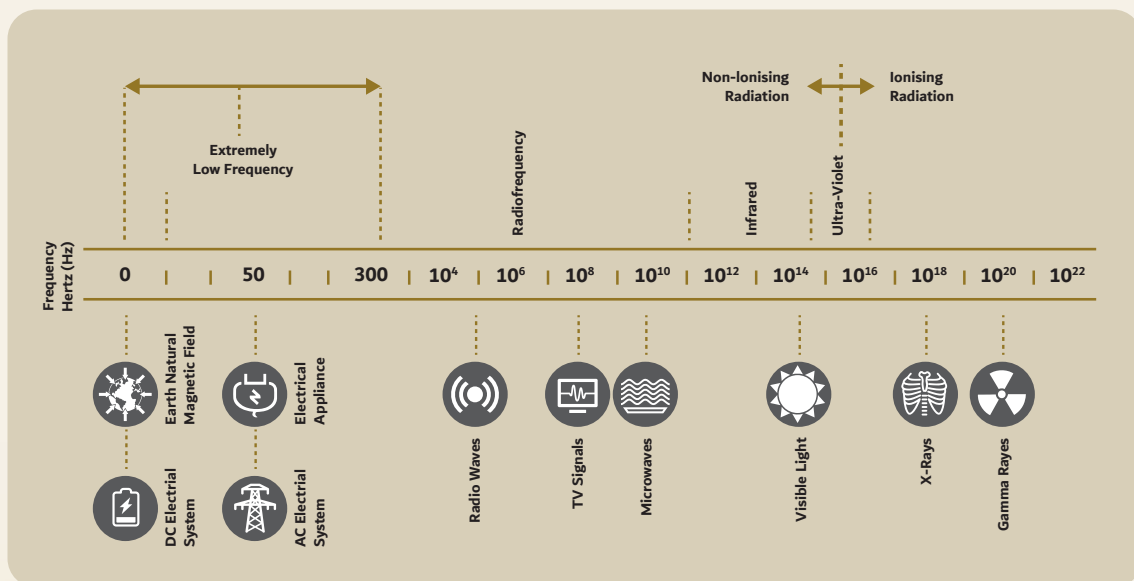 Non-Ionising
Radiation
Ionising
Radiation
Extremely
Low Frequency
Radiofrequency
Infrared
Ultra-Violet
Frequency
Hertz (Hz)
0 | | 50 | | 300 | 10⁴ | 10⁶ | 10⁸ | 10¹⁰ | 10¹² | 10¹⁴ | 10¹⁶ | 10¹⁸ | 10²⁰ | 10²²
Earth Natural
Magnetic Field
Electrical
Appliance
DC Electrial
System
AC Electrial
System
Radio Waves
TV Signals
Microwaves
Visible Light
X-Rays
Gamma Rayes